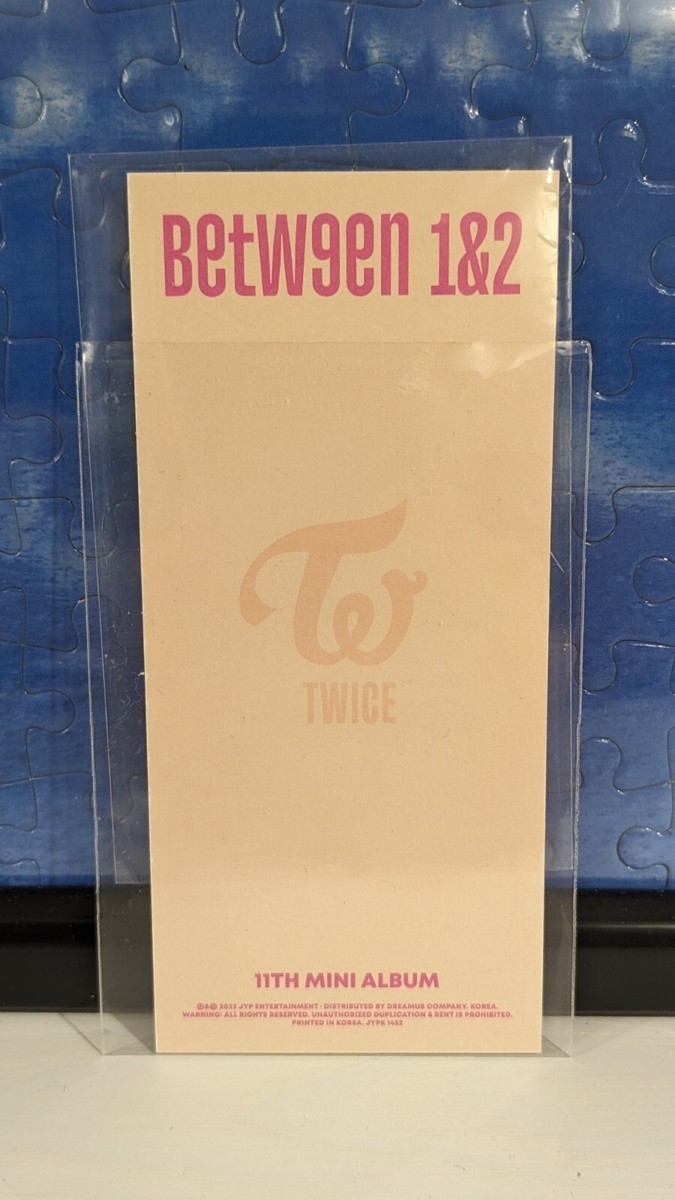 Betw9en 1&2
TW
TWICE
11TH MINI ALBUM
Ⓟ&© 2022 JYP ENTERTAINMENT · DISTRIBUTED BY DREAMUS COMPANY, KOREA.
WARNING: ALL RIGHTS RESERVED. UNAUTHORIZED DUPLICATION & RENT IS PROHIBITED.
PRINTED IN KOREA. JYPK 1452